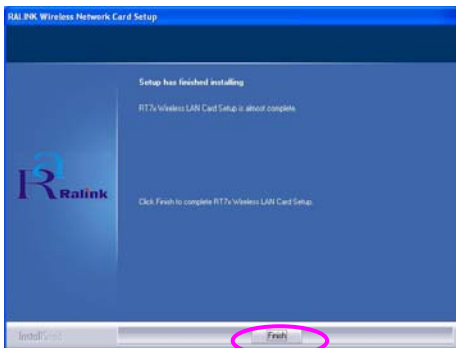 RALINK Wireless Network Card Setup
Setup has finished installing
RT7x Wireless LAN Card Setup is almost complete.
Ralink
Click Finish to complete RT7x Wireless LAN Card Setup.
Finish